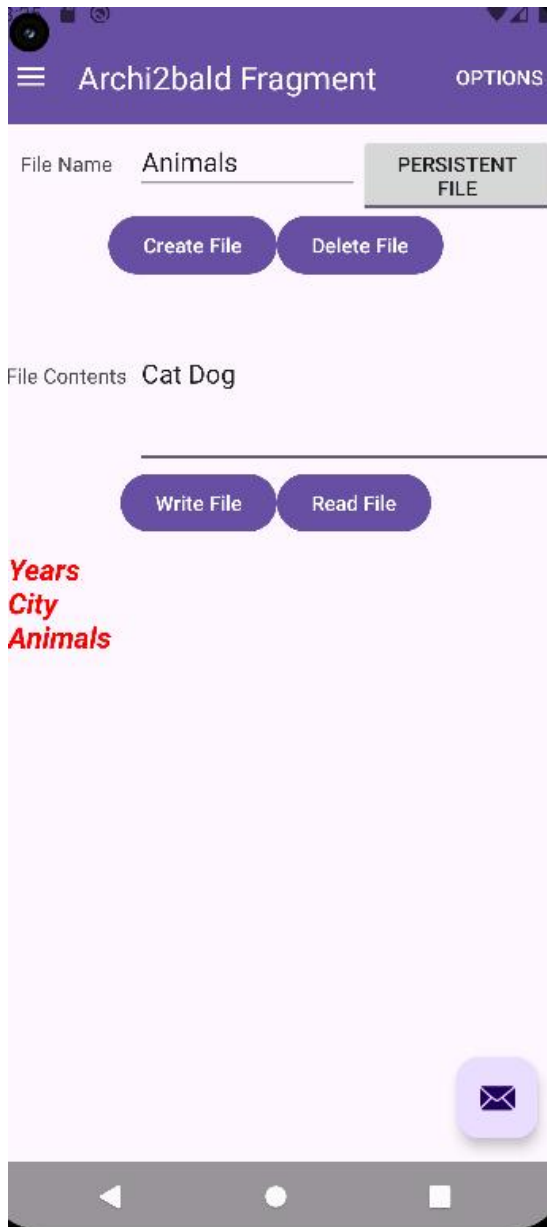 Archi2bald Fragment OPTIONS
File Name Animals PERSISTENT
FILE
Create File Delete File
File Contents Cat Dog
Write File Read File
Years
City
Animals